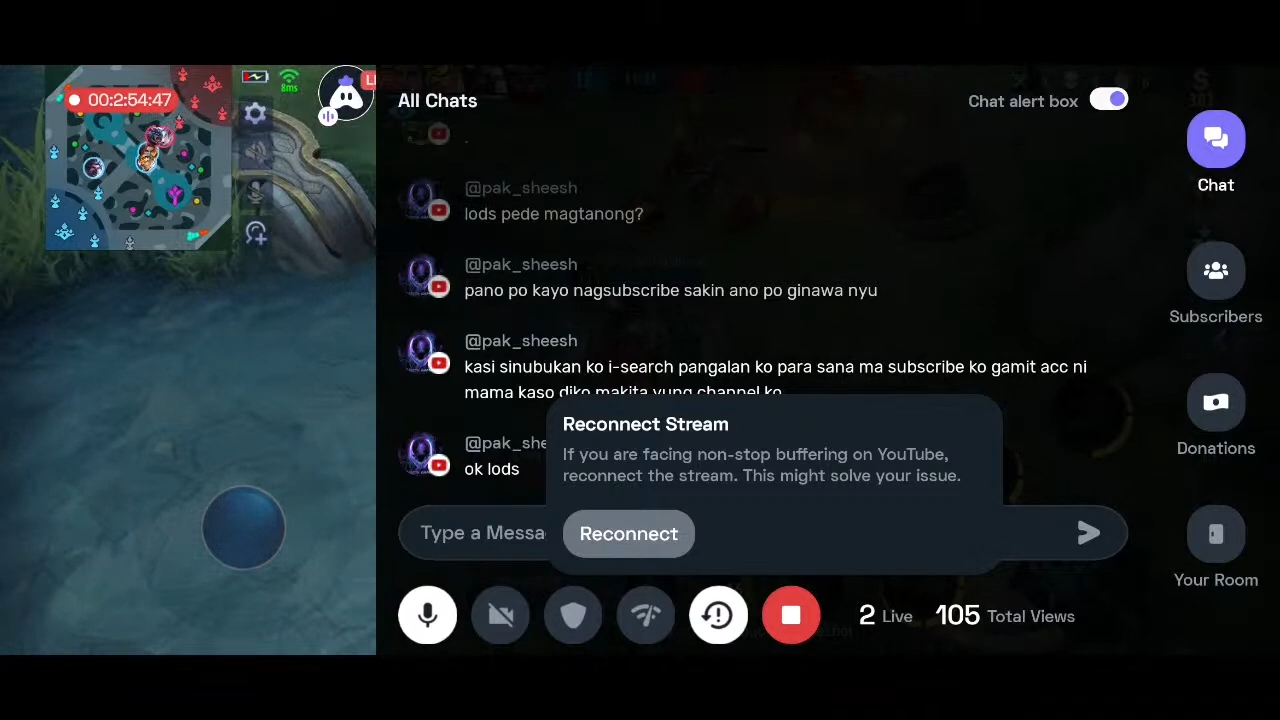 00:2:54:47
8ms
All Chats
Chat alert box
.
@pak_sheesh
lods pede magtanong?
@pak_sheesh
pano po kayo nagsubscribe sakin ano po ginawa nyu
@pak_sheesh
kasi sinubukan ko i-search pangalan ko para sana ma subscribe ko gamit acc ni
mama kaso diko makita yung channel ko
@pak_she
ok lods
Reconnect Stream
If you are facing non-stop buffering on YouTube,
reconnect the stream. This might solve your issue.
Reconnect
Type a Messa
2 Live 105 Total Views
Chat
Subscribers
Donations
Your Room